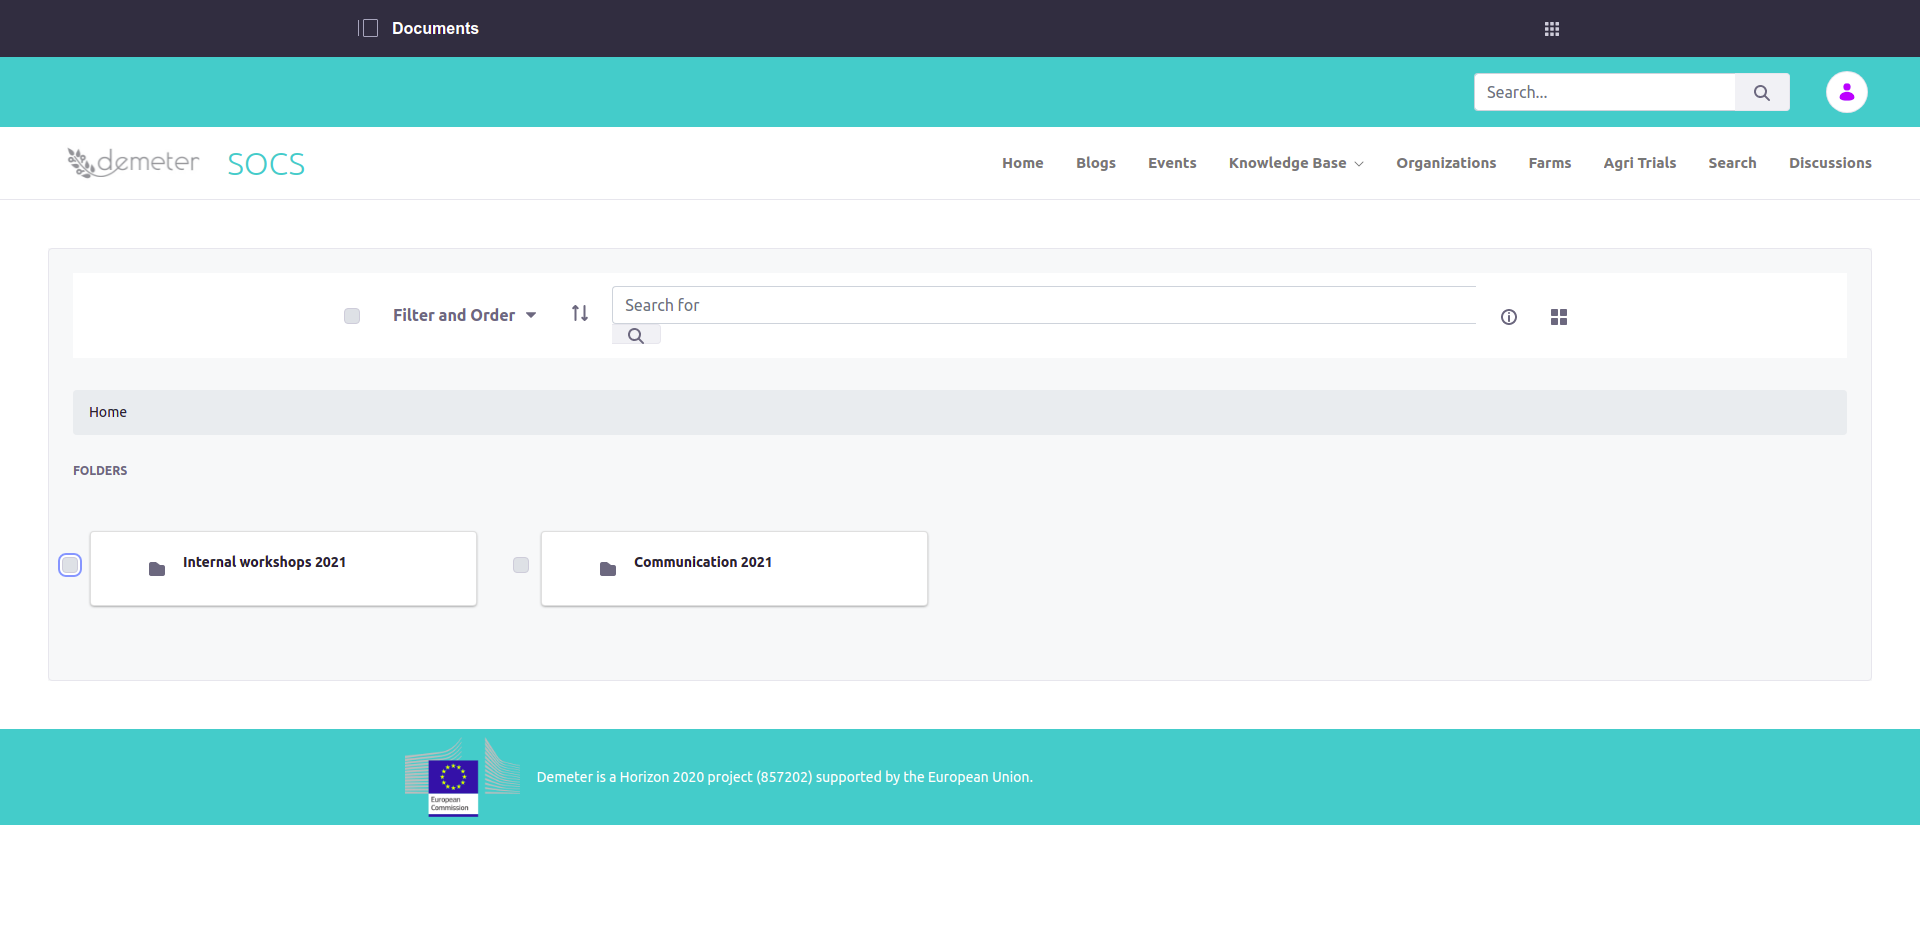 Documents
Search...
demeter SOCS
Home Blogs Events Knowledge Base Organizations Farms Agri Trials Search Discussions
Filter and Order
Search for
Home
FOLDERS
Internal workshops 2021
Communication 2021
European
Commission
Demeter is a Horizon 2020 project (857202) supported by the European Union.